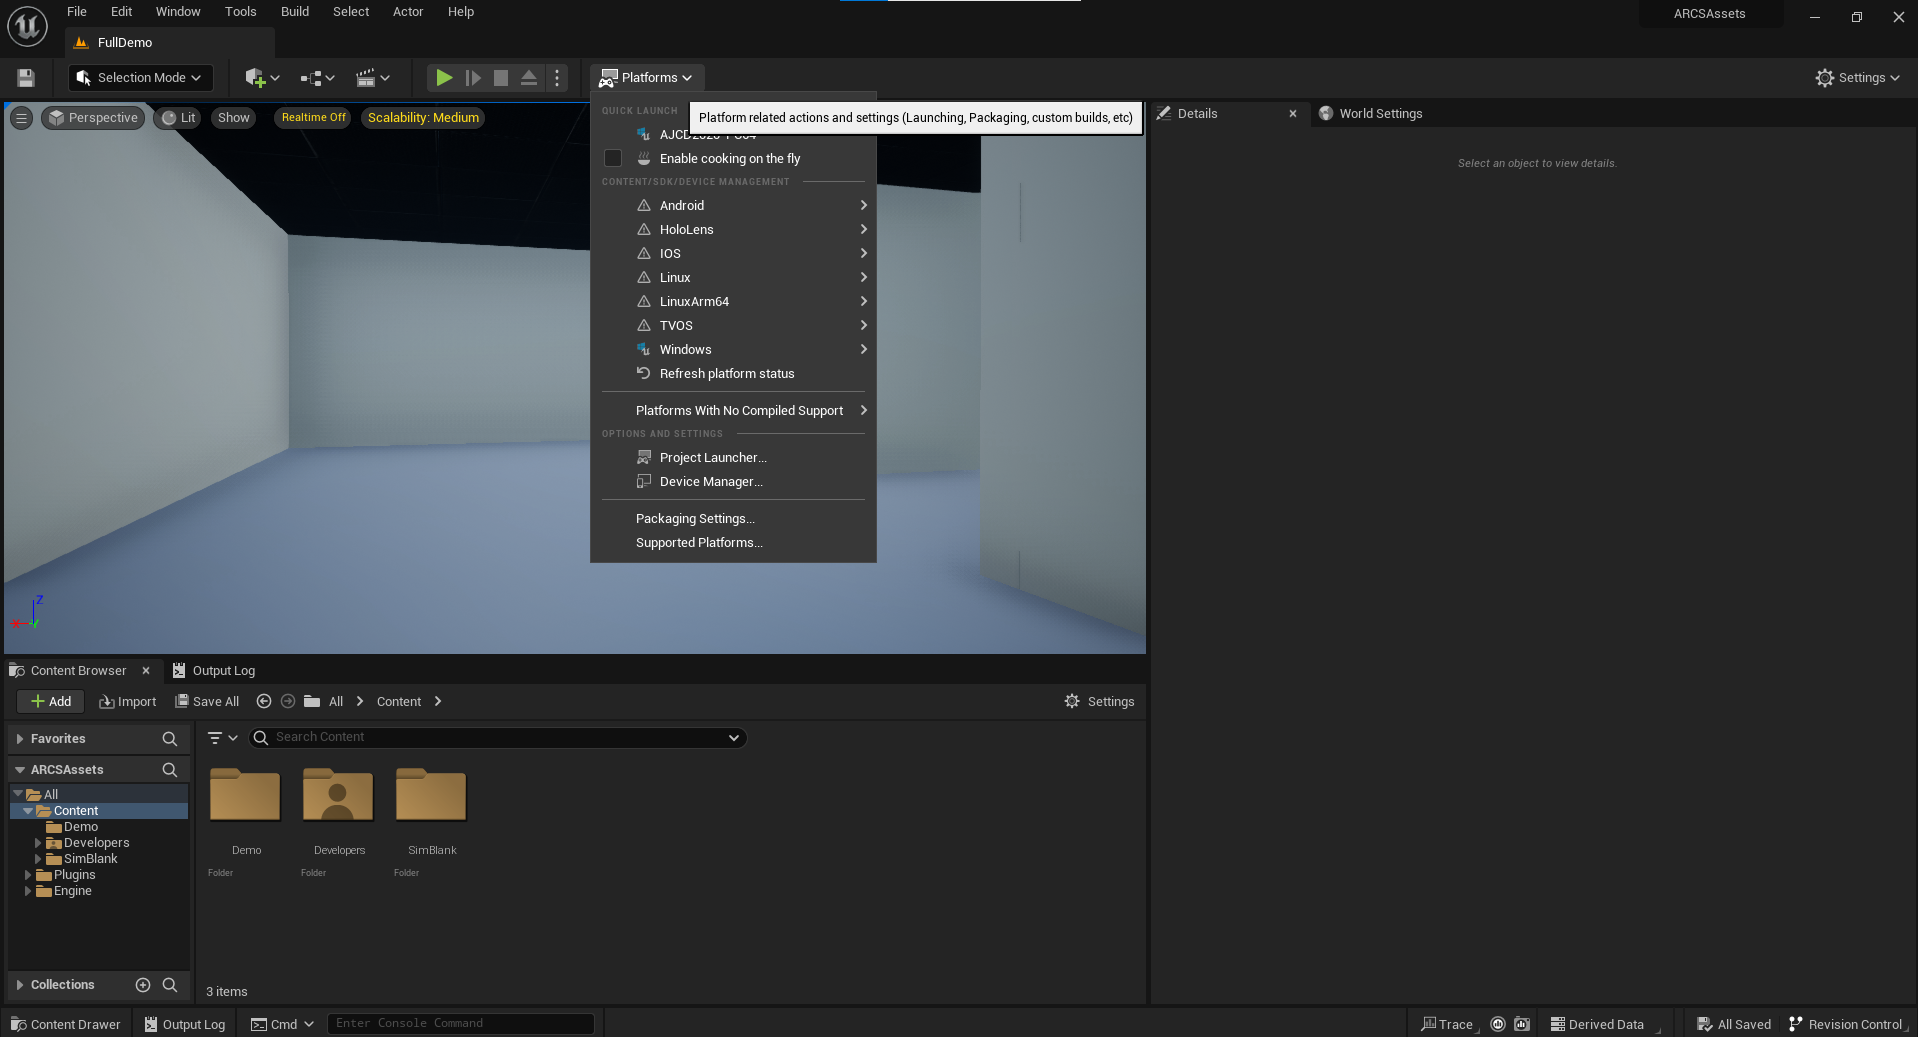 File Edit Window Tools Build Select Actor Help
ARCSAssets
FullDemo
Selection Mode
Platforms
Settings
Perspective
Lit
Show
Realtime Off
Scalability: Medium
QUICK LAUNCH
Platform related actions and settings (Launching, Packaging, custom builds, etc)
Enable cooking on the fly
CONTENT/SDK/DEVICE MANAGEMENT
Android
HoloLens
IOS
Linux
LinuxArm64
TVOS
Windows
Refresh platform status
Platforms With No Compiled Support
OPTIONS AND SETTINGS
Project Launcher...
Device Manager...
Packaging Settings...
Supported Platforms...
Z
X
Y
Details
World Settings
Select an object to view details.
Content Browser
Output Log
Add
Import
Save All
All
Content
Settings
Favorites
Search Content
ARCSAssets
All
Content
Demo
Developers
SimBlank
Plugins
Engine
Demo
Folder
Developers
Folder
SimBlank
Folder
Collections
3 items
Content Drawer
Output Log
Cmd
Enter Console Command
Trace
Derived Data
All Saved
Revision Control